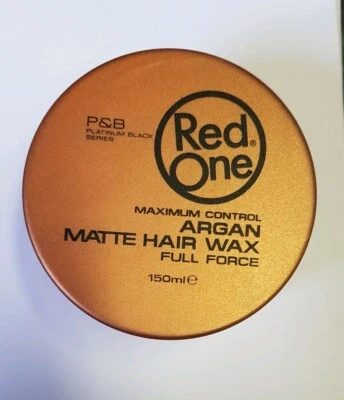 P&B
PLATINUM BLACK
SERIES
Red®
One
MAXIMUM CONTROL
ARGAN
MATTE HAIR WAX
FULL FORCE
150ml℮